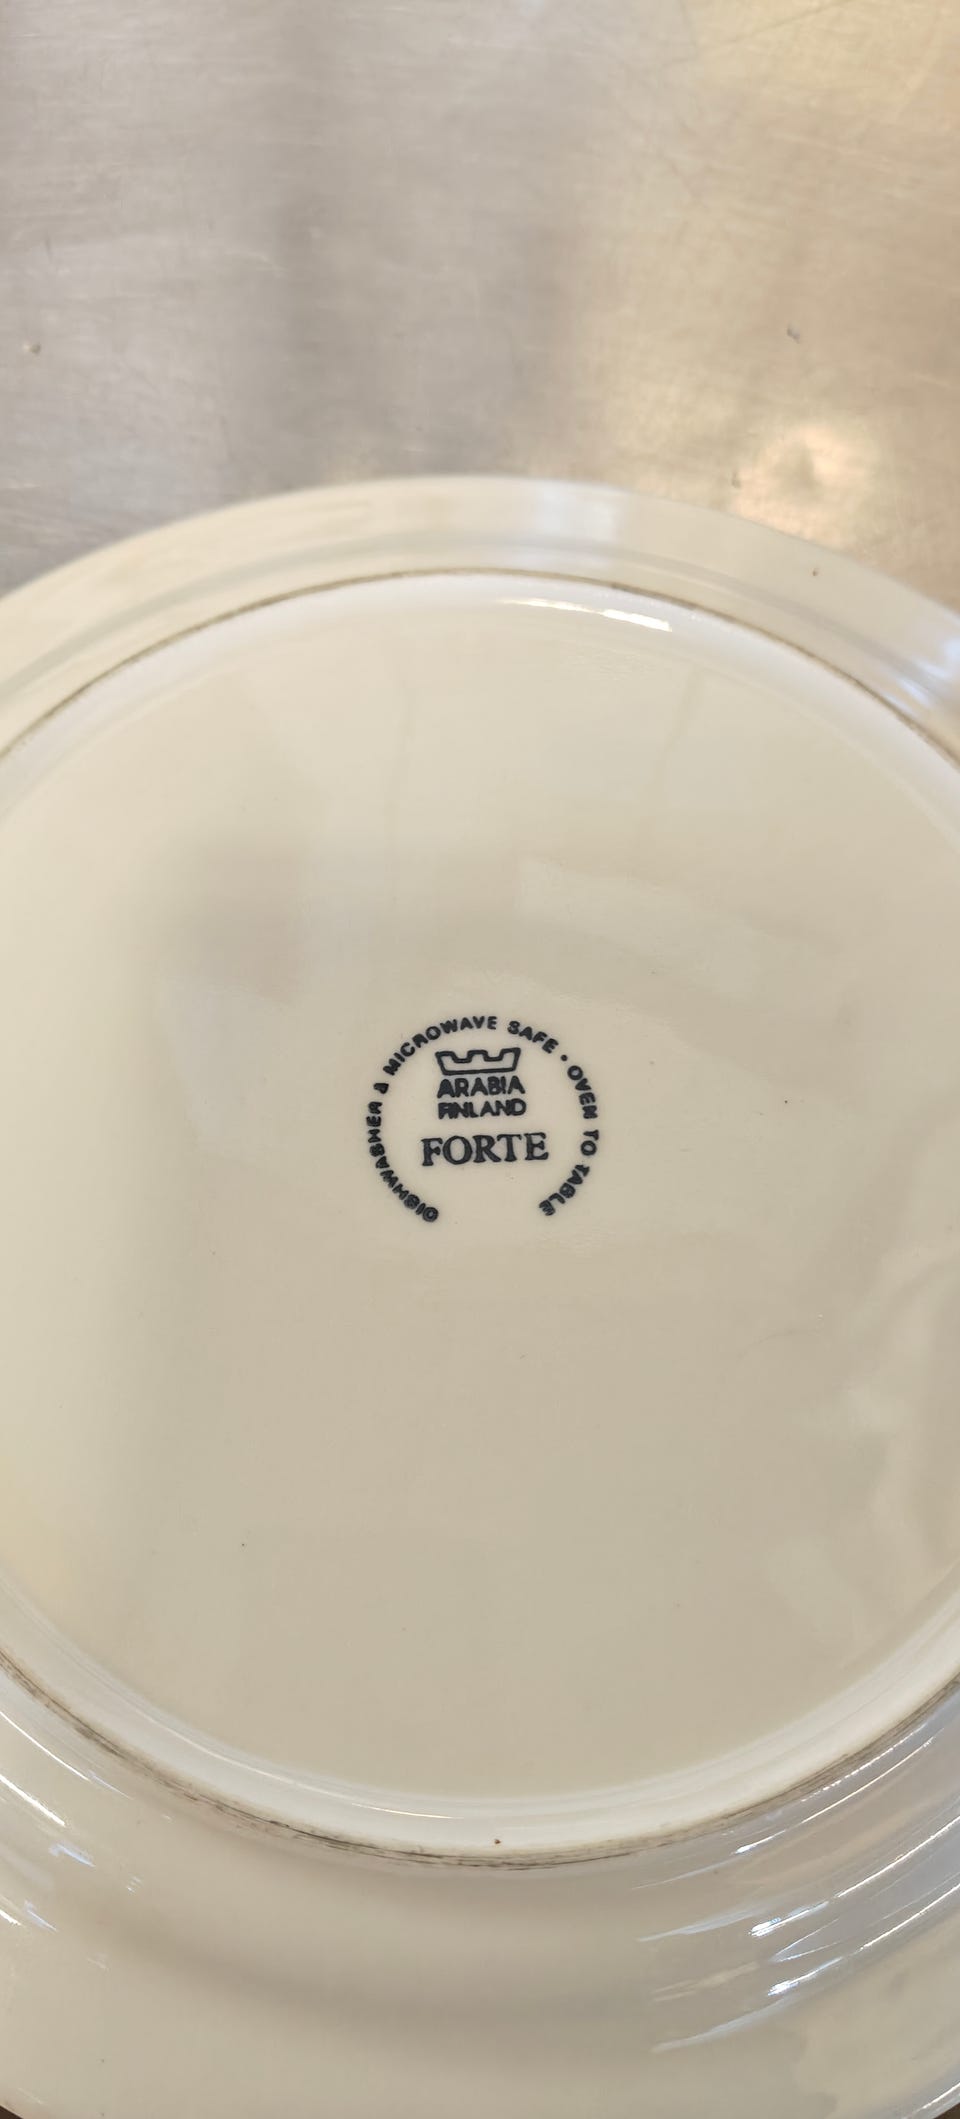 DISHWASHER & MICROWAVE SAFE • OVEN TO TABLE
ARABIA
FINLAND
FORTE